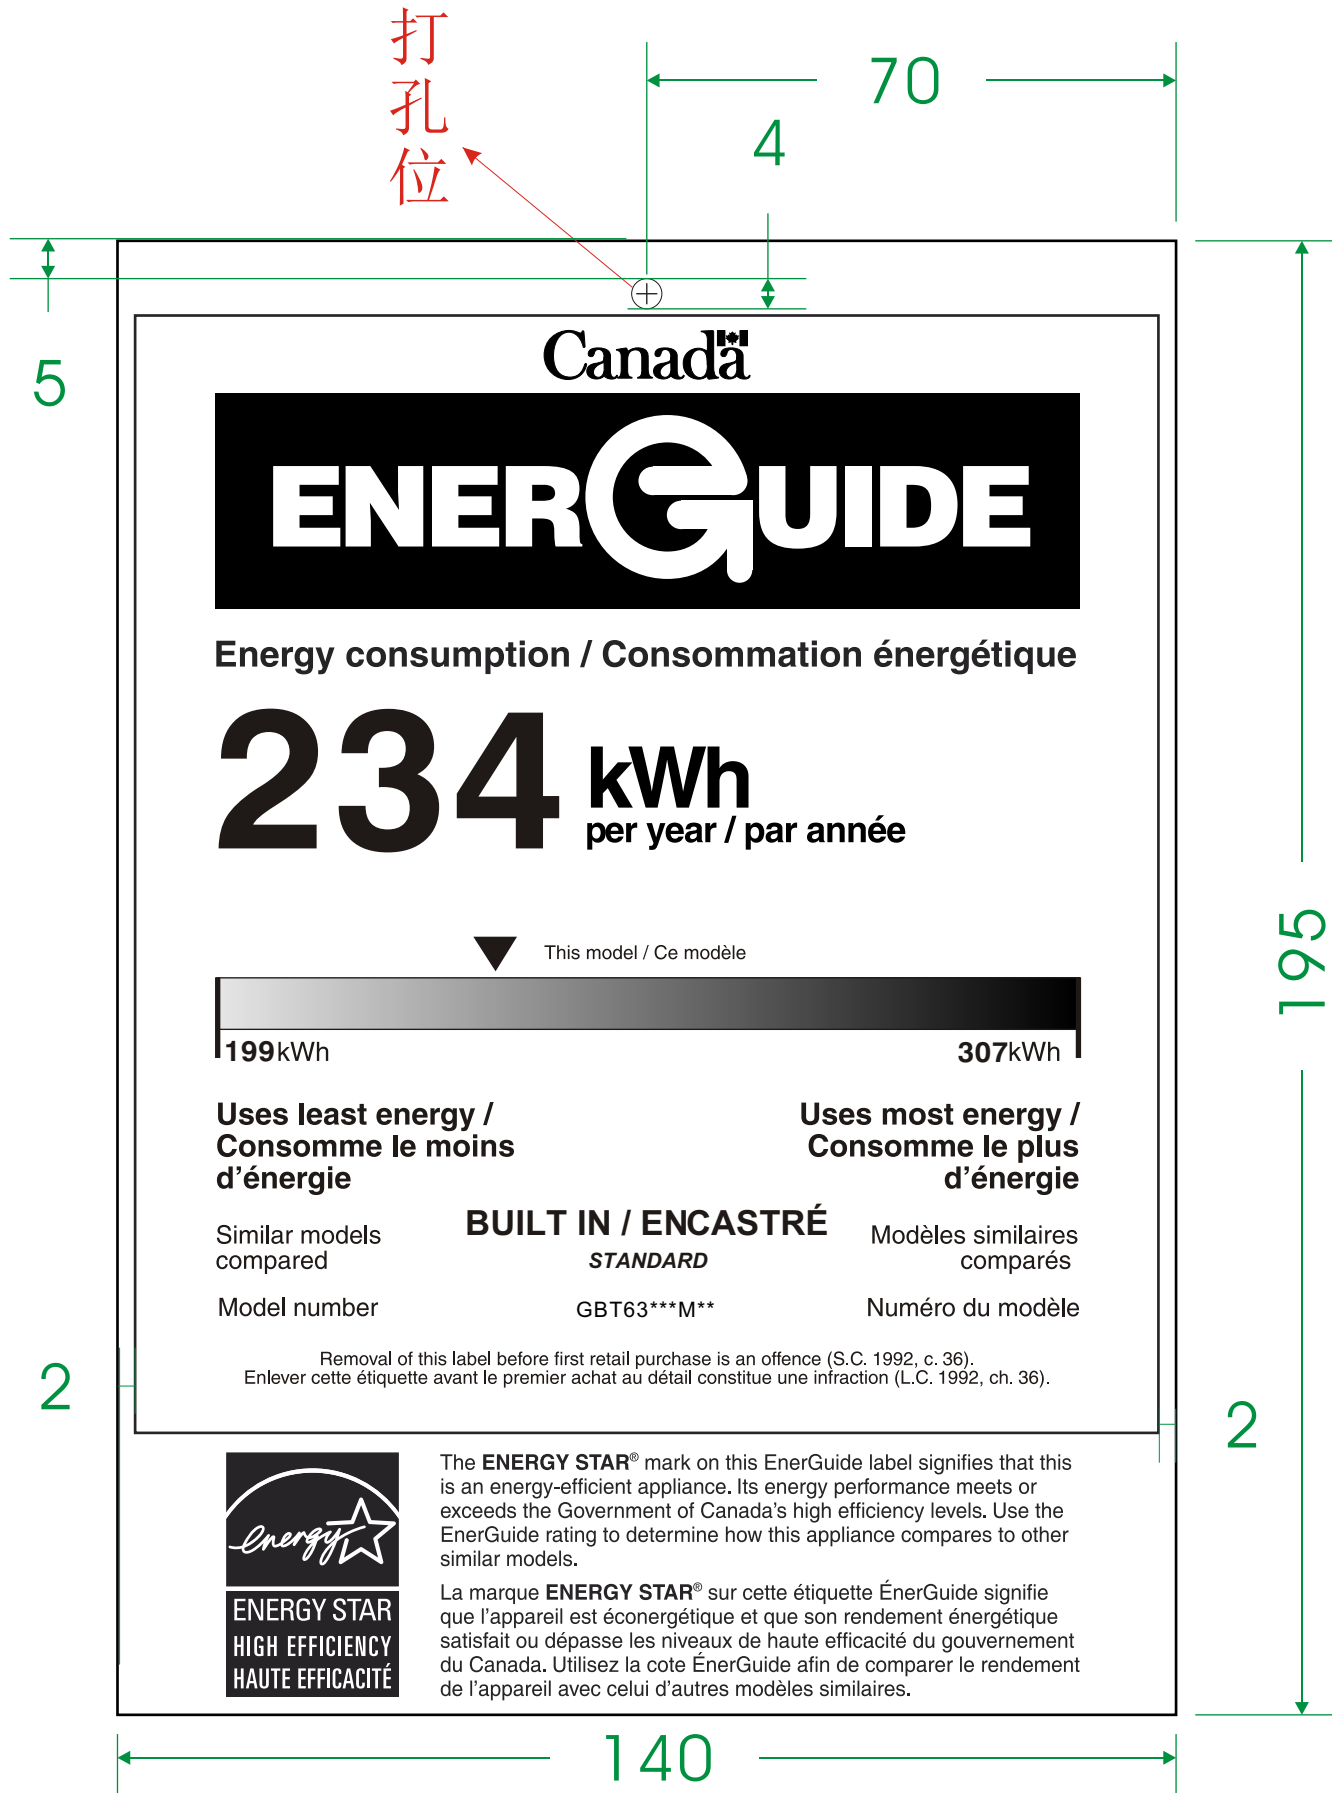 打孔位
70
4
5
Canada
ENERGUIDE
Energy consumption / Consommation énergétique
234 kWh
per year / par année
This model / Ce modèle
199kWh
307kWh
195
Uses least energy /
Consomme le moins
d'énergie
Uses most energy /
Consomme le plus
d'énergie
Similar models
compared
BUILT IN / ENCASTRÉ
STANDARD
Modèles similaires
comparés
Model number
GBT63***M**
Numéro du modèle
Removal of this label before first retail purchase is an offence (S.C. 1992, c. 36).
Enlever cette étiquette avant le premier achat au détail constitue une infraction (L.C. 1992, ch. 36).
2
2
energy
ENERGY STAR
HIGH EFFICIENCY
HAUTE EFFICACITÉ
The ENERGY STAR® mark on this EnerGuide label signifies that this
is an energy-efficient appliance. Its energy performance meets or
exceeds the Government of Canada's high efficiency levels. Use the
EnerGuide rating to determine how this appliance compares to other
similar models.
La marque ENERGY STAR® sur cette étiquette ÉnerGuide signifie
que l'appareil est éconergétique et que son rendement énergétique
satisfait ou dépasse les niveaux de haute efficacité du gouvernement
du Canada. Utilisez la cote ÉnerGuide afin de comparer le rendement
de l'appareil avec celui d'autres modèles similaires.
140